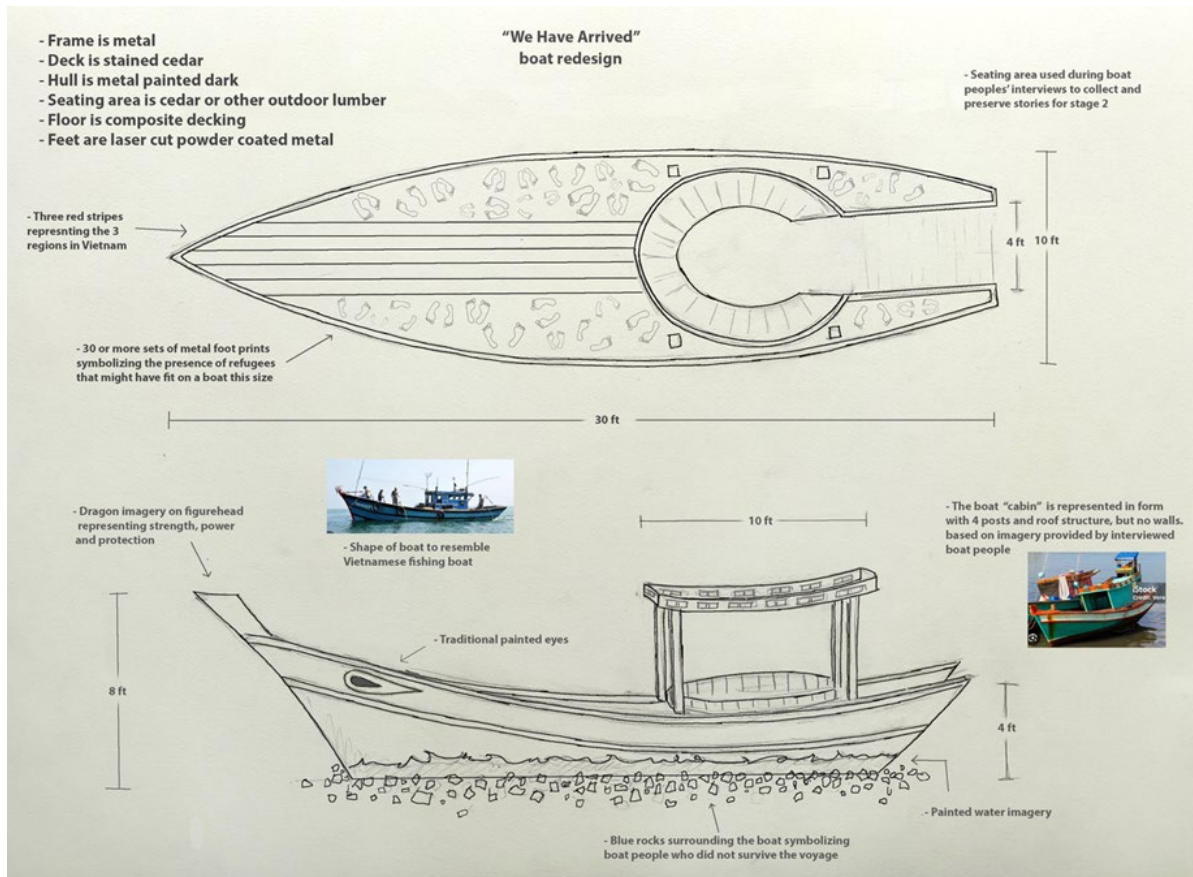 - Frame is metal
- Deck is stained cedar
- Hull is metal painted dark
- Seating area is cedar or other outdoor lumber
- Floor is composite decking
- Feet are laser cut powder coated metal
“We Have Arrived”
boat redesign
- Seating area used during boat
peoples’ interviews to collect and
preserve stories for stage 2
- Three red stripes
represnting the 3
regions in Vietnam
4 ft
10 ft
- 30 or more sets of metal foot prints
symbolizing the presence of refugees
that might have fit on a boat this size
30 ft
- Dragon imagery on figurehead
representing strength, power
and protection
- Shape of boat to resemble
Vietnamese fishing boat
10 ft
- The boat “cabin” is represented in form
with 4 posts and roof structure, but no walls.
based on imagery provided by interviewed
boat people
iStock
- Traditional painted eyes
8 ft
4 ft
- Painted water imagery
- Blue rocks surrounding the boat symbolizing
boat people who did not survive the voyage